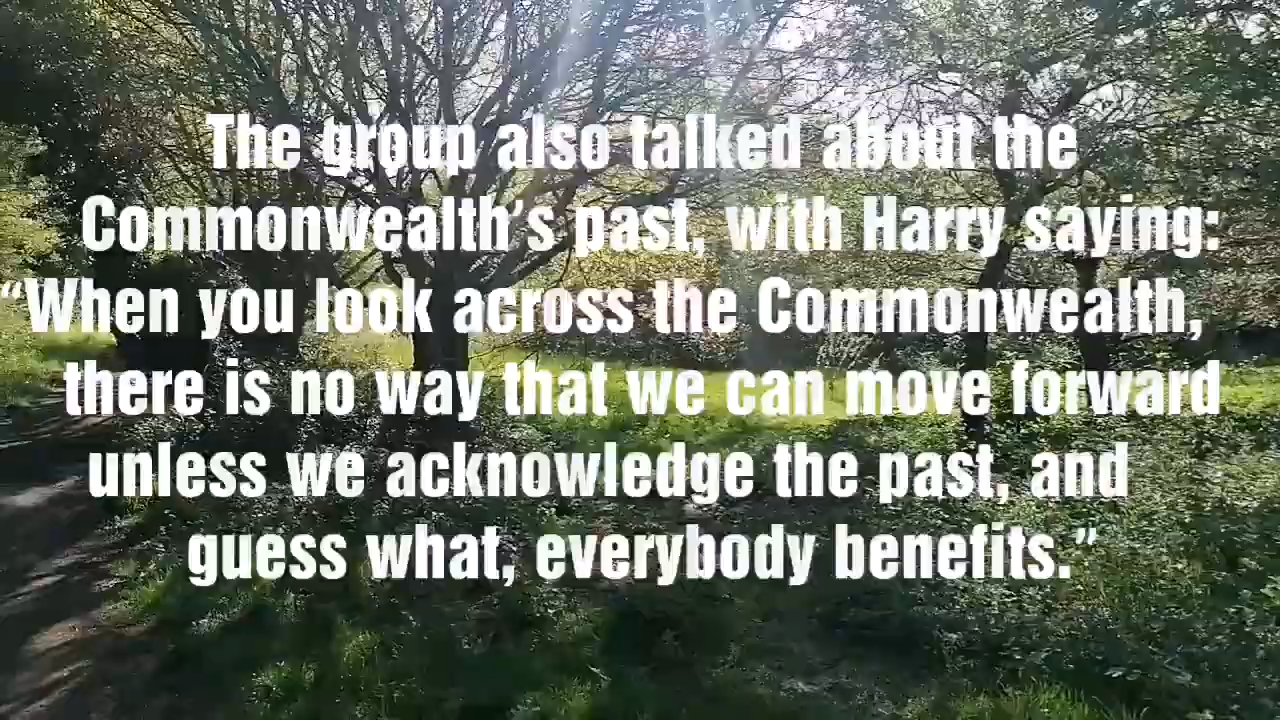 The group also talked about the
Commonwealth’s past, with Harry saying:
“When you look across the Commonwealth,
there is no way that we can move forward
unless we acknowledge the past, and
guess what, everybody benefits.”